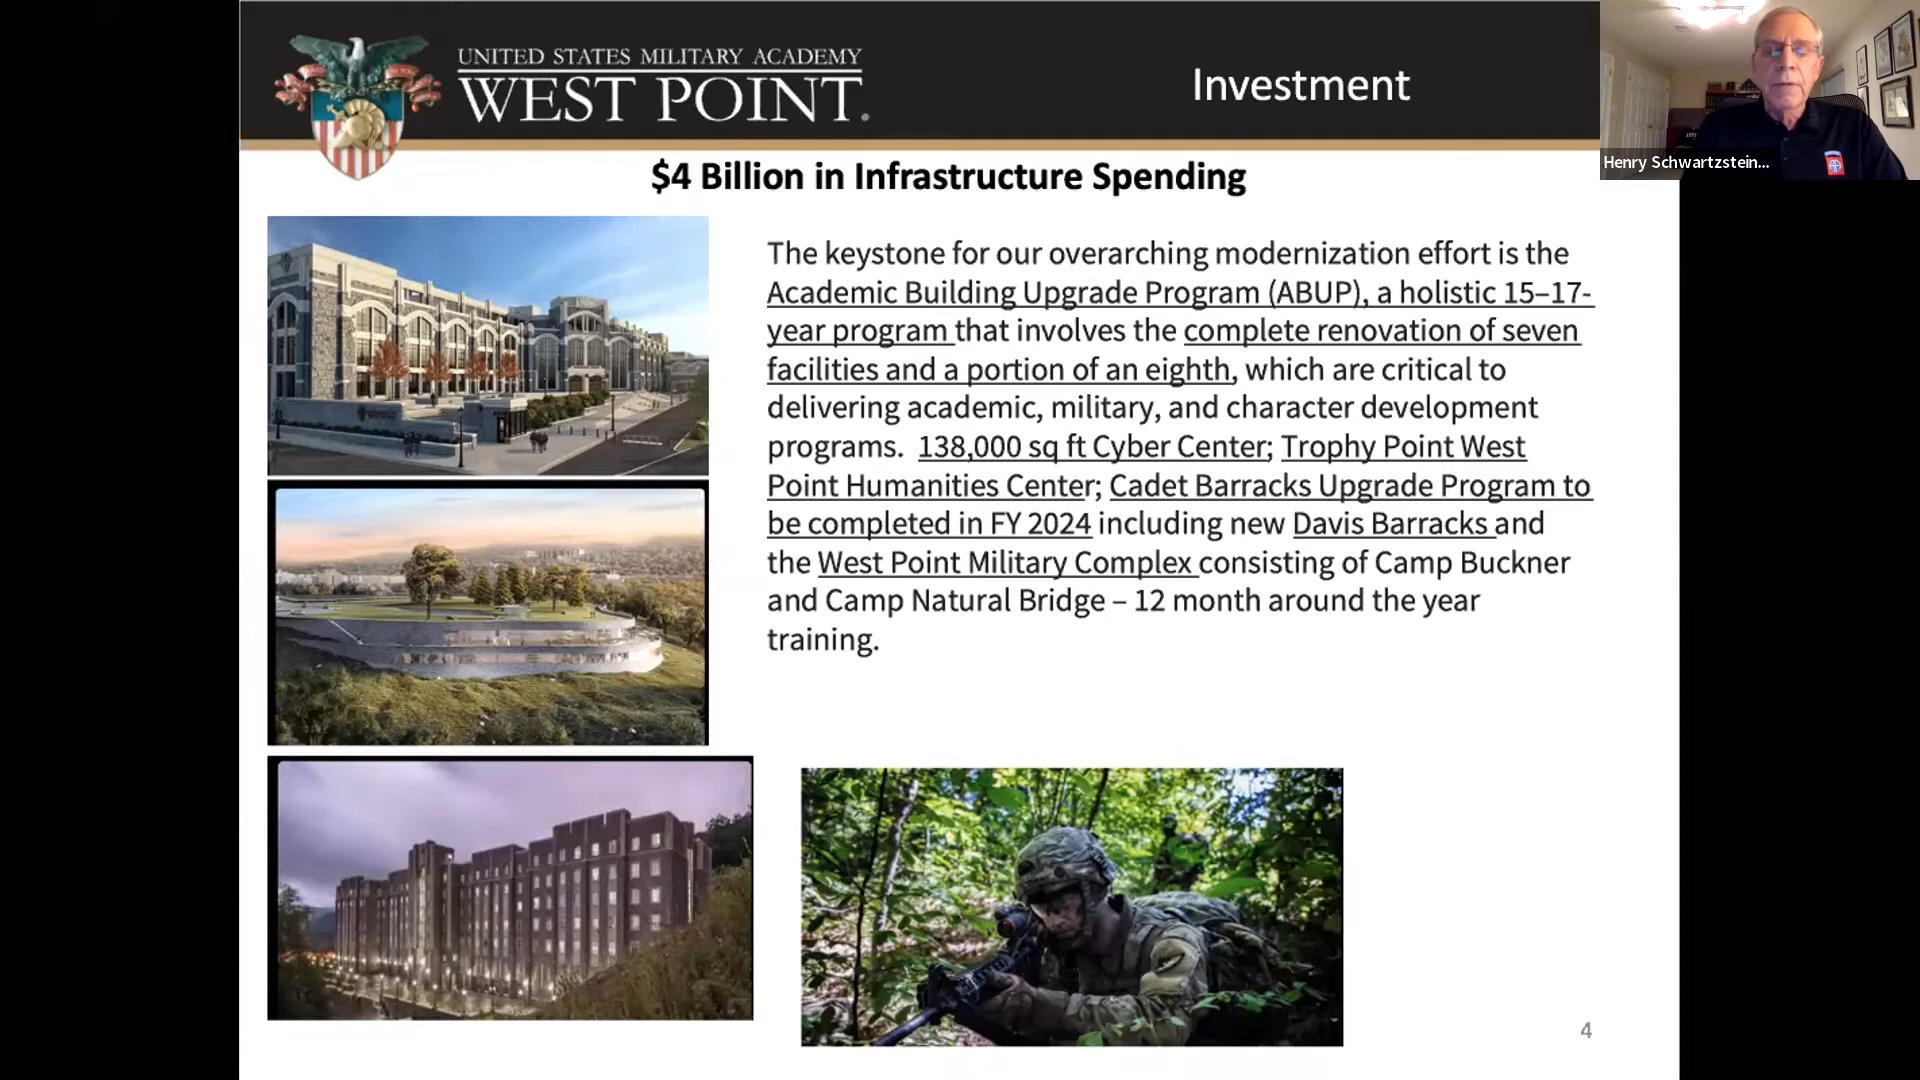 UNITED STATES MILITARY ACADEMY
WEST POINT.
Investment
Henry Schwartzstein...
$4 Billion in Infrastructure Spending
The keystone for our overarching modernization effort is the
Academic Building Upgrade Program (ABUP), a holistic 15–17-
year program that involves the complete renovation of seven
facilities and a portion of an eighth, which are critical to
delivering academic, military, and character development
programs. 138,000 sq ft Cyber Center; Trophy Point West
Point Humanities Center; Cadet Barracks Upgrade Program to
be completed in FY 2024 including new Davis Barracks and
the West Point Military Complex consisting of Camp Buckner
and Camp Natural Bridge – 12 month around the year
training.
4